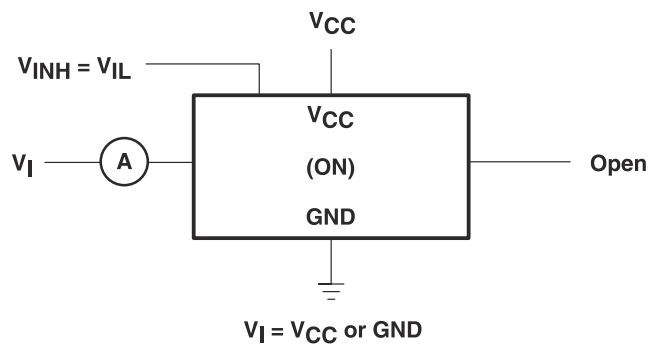 VCC
VINH = VIL
VCC
VI
A
(ON)
Open
GND
VI = VCC or GND